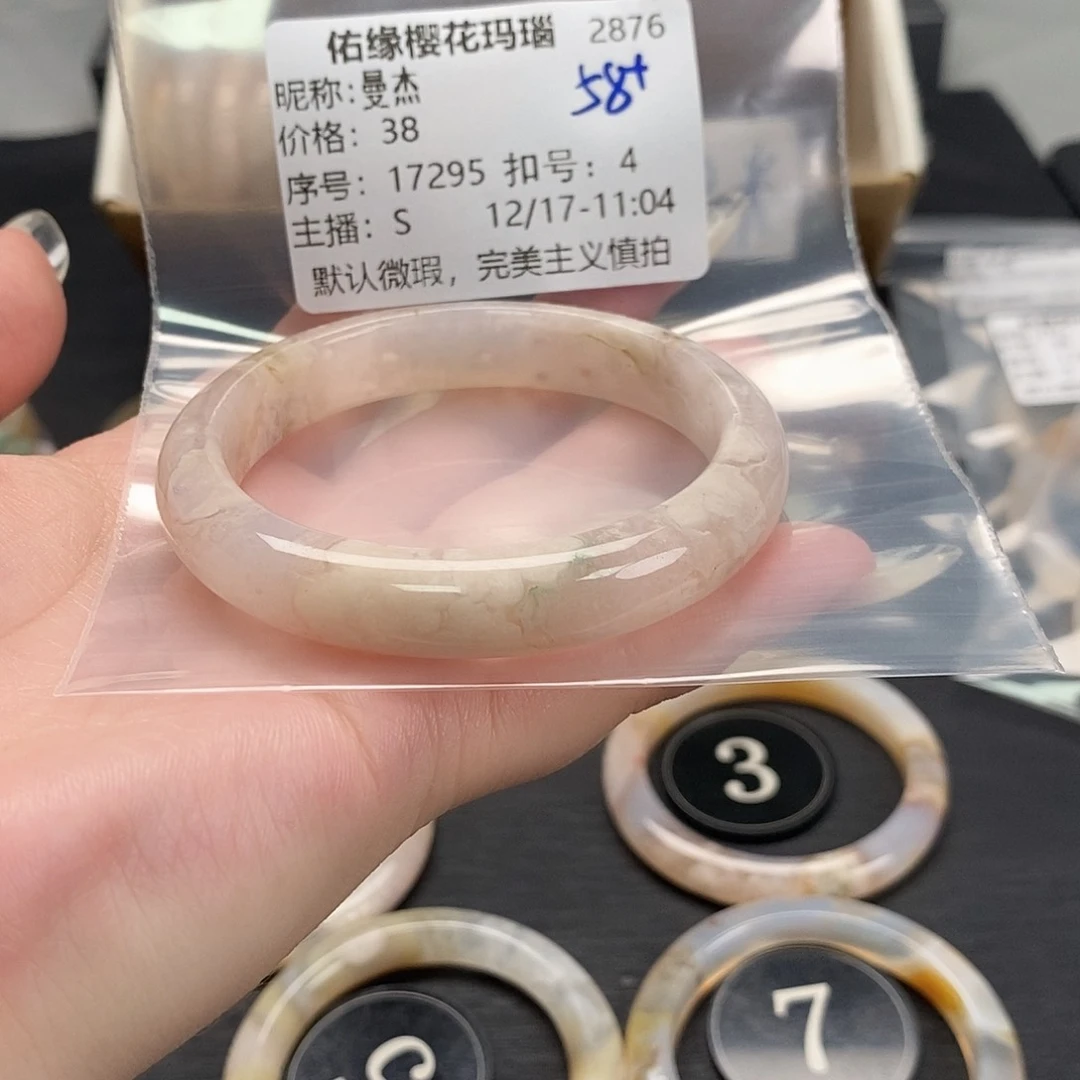 佑缘樱花玛瑙 2876
昵称:曼杰 58+
价格: 38
序号: 17295 扣号: 4
主播: S 12/17-11:04
默认微瑕，完美主义慎拍
3
7